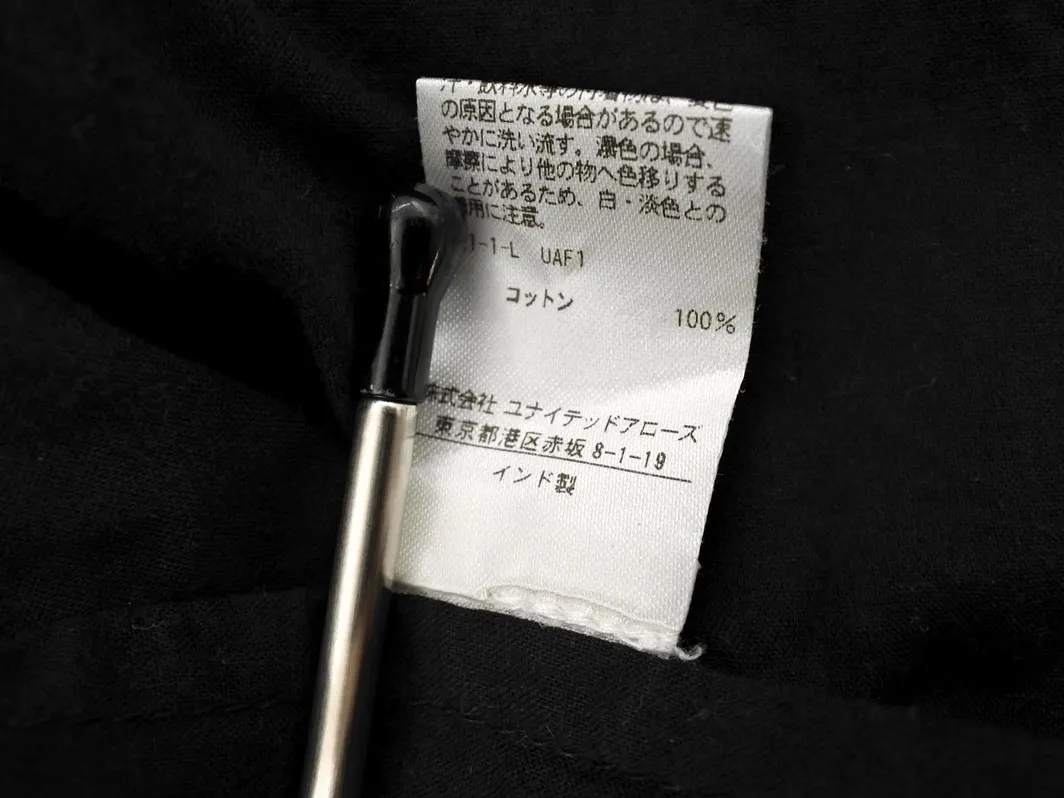 の原因となる場合があるので速
やかに洗い流す。濃色の場合、
摩擦により他の物へ色移りする
ことがあるため、白・淡色との
用に注意。
1-1-L UAF1
コットン
100%
株式会社 ユナイテッドアローズ
東京都港区赤坂 8-1-19
インド製